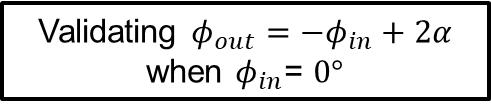 Validating ϕ_out = −ϕ_in + 2α
when ϕ_in = 0°